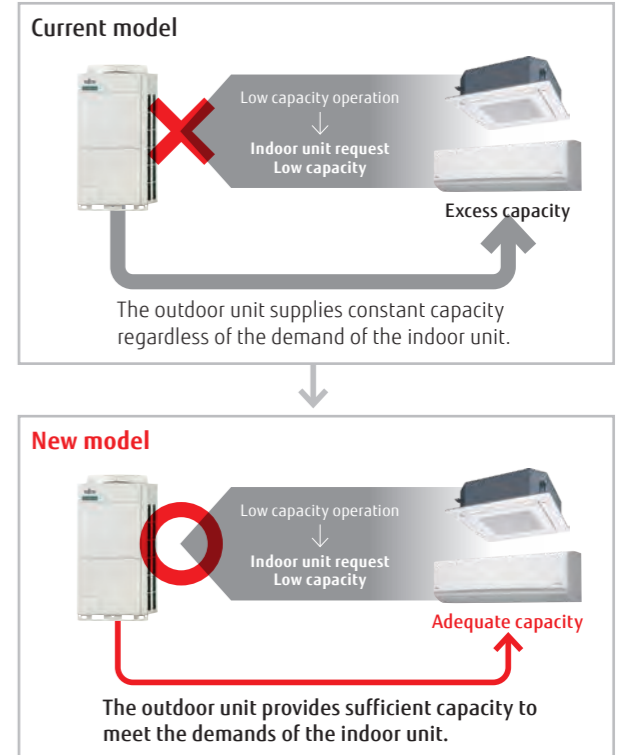 Current model
Low capacity operation
Indoor unit request
Low capacity
Excess capacity
The outdoor unit supplies constant capacity
regardless of the demand of the indoor unit.
New model
Low capacity operation
Indoor unit request
Low capacity
Adequate capacity
The outdoor unit provides sufficient capacity to
meet the demands of the indoor unit.